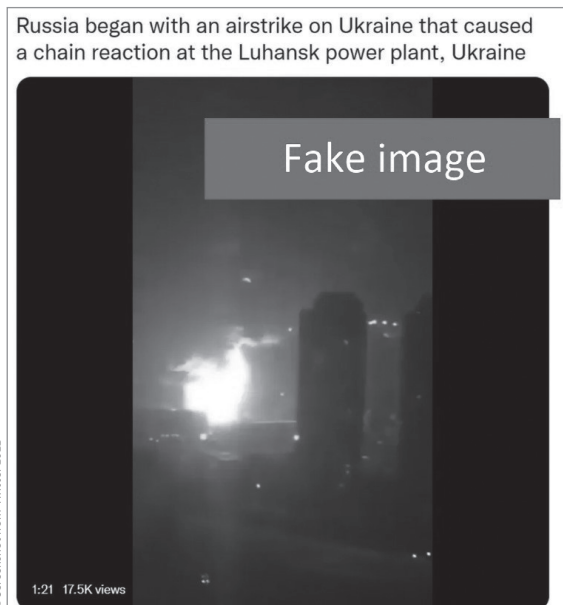 Russia began with an airstrike on Ukraine that caused
a chain reaction at the Luhansk power plant, Ukraine
Fake image
1:21 17.5K views